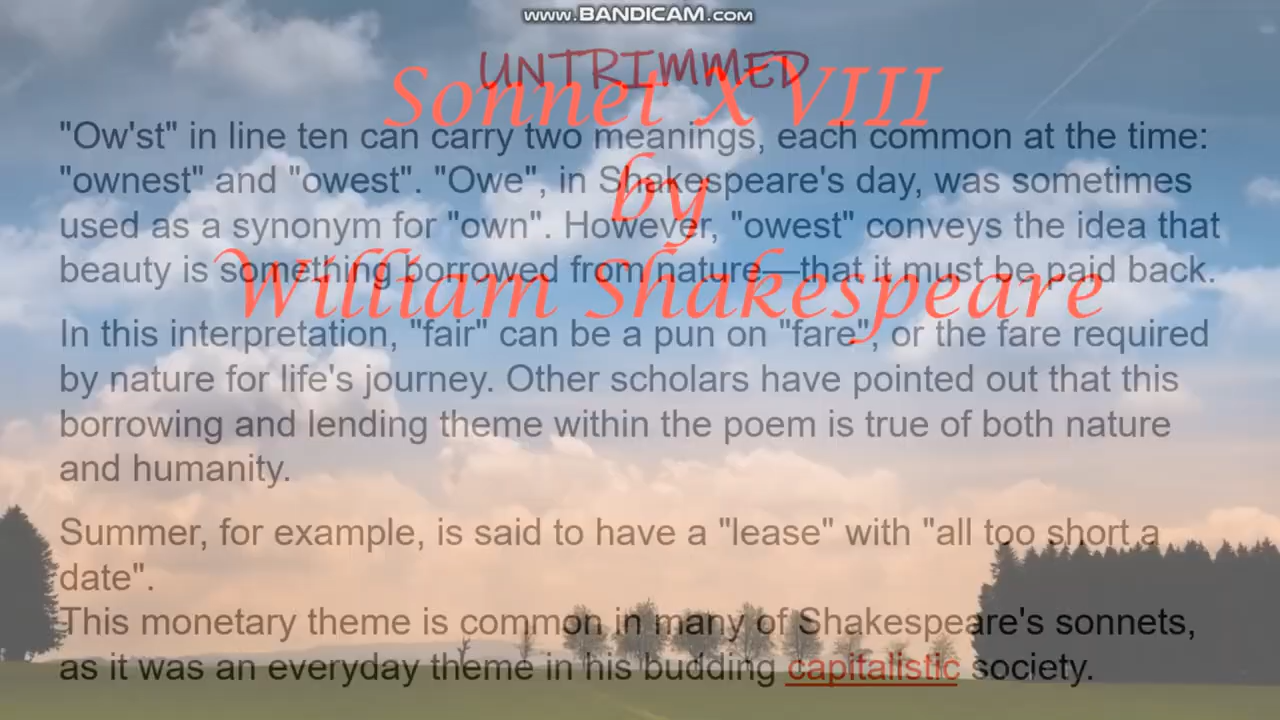 www.BANDICAM.com
UNTRIMMED
Sonnet XVIII
"Ow'st" in line ten can carry two meanings, each common at the time:
"ownest" and "owest". "Owe", in Shakespeare's day, was sometimes
by
used as a synonym for "own". However, "owest" conveys the idea that
beauty is something borrowed from nature—that it must be paid back.
William Shakespeare
In this interpretation, "fair" can be a pun on "fare", or the fare required
by nature for life's journey. Other scholars have pointed out that this
borrowing and lending theme within the poem is true of both nature
and humanity.
Summer, for example, is said to have a "lease" with "all too short a
date".
This monetary theme is common in many of Shakespeare's sonnets,
as it was an everyday theme in his budding capitalistic society.